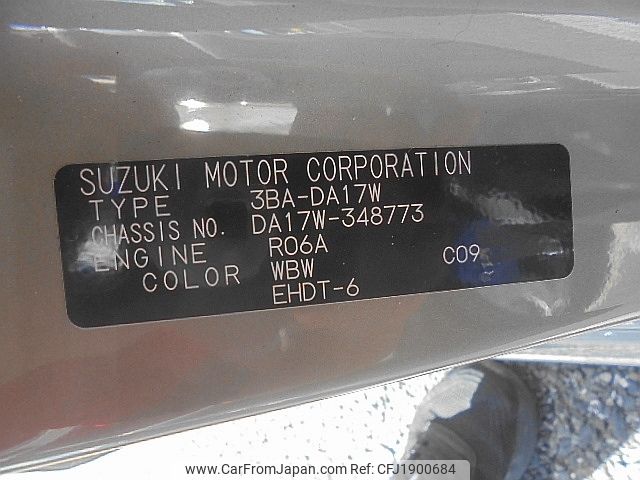 SUZUKI MOTOR CORPORATION
TYPE 3BA-DA17W
CHASSIS NO. DA17W-348773
ENGINE R06A
COLOR WBW C09
EHDT-6
www.CarFromJapan.com Ref Code: CFJ1900684